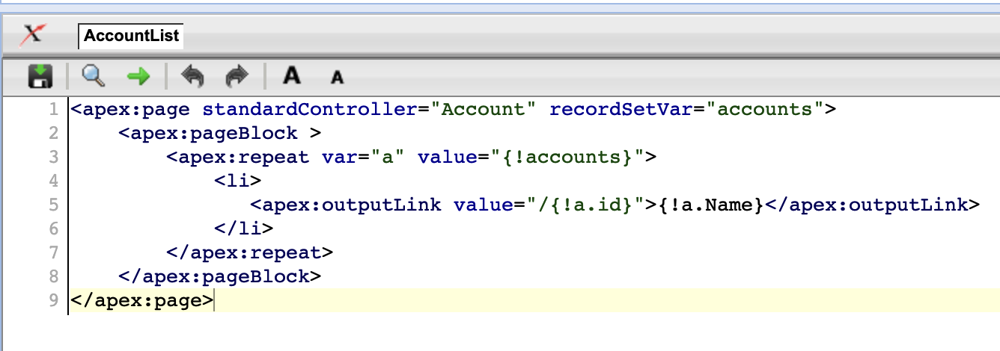 AccountList
A A
1 <apex:page standardController="Account" recordSetVar="accounts">
2 <apex:pageBlock >
3 <apex:repeat var="a" value="{!accounts}">
4 <li>
5 <apex:outputLink value="/{!a.id}">{!a.Name}</apex:outputLink>
6 </li>
7 </apex:repeat>
8 </apex:pageBlock>
9 </apex:page>